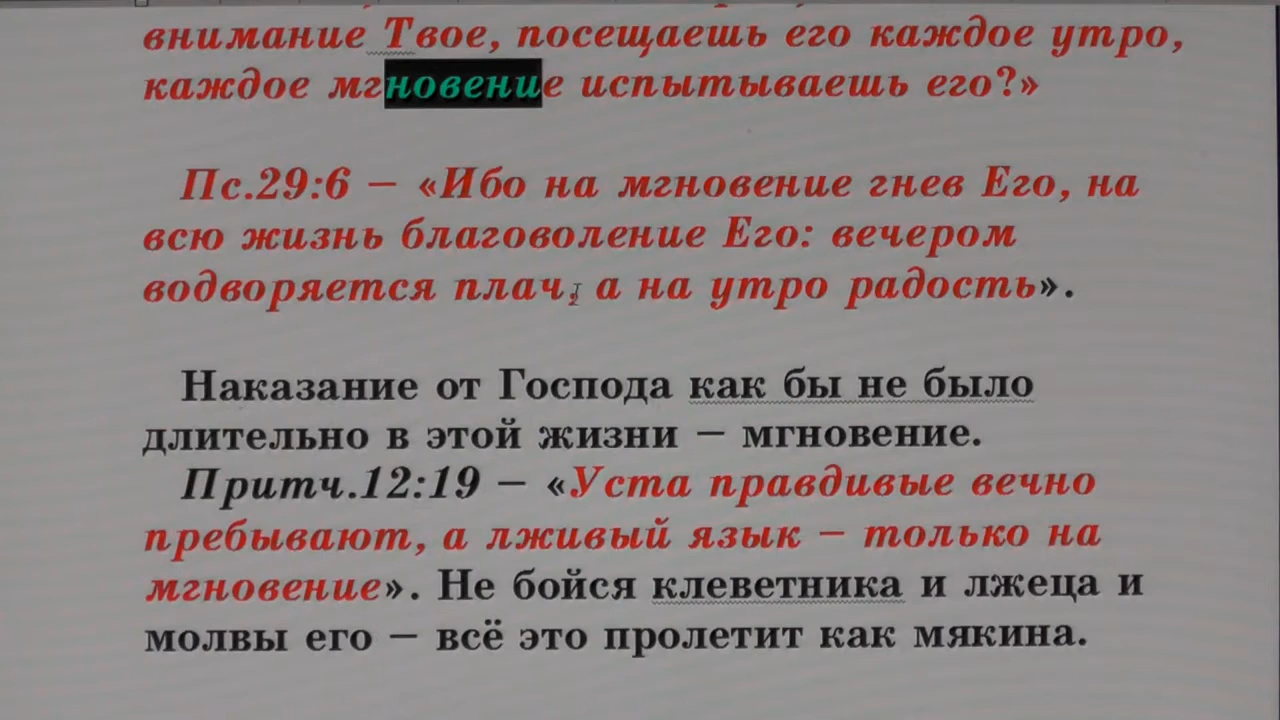 внимание Твое, посещаешь его каждое утро,
каждое мгновение испытываешь его?»
Пс.29:6 – «Ибо на мгновение гнев Его, на
всю жизнь благоволение Его: вечером
водворяется плач, а на утро радость».
Наказание от Господа как бы не было
длительно в этой жизни – мгновение.
Притч.12:19 – «Уста правдивые вечно
пребывают, а лживый язык – только на
мгновение». Не бойся клеветника и лжеца и
молвы его – всё это пролетит как мякина.